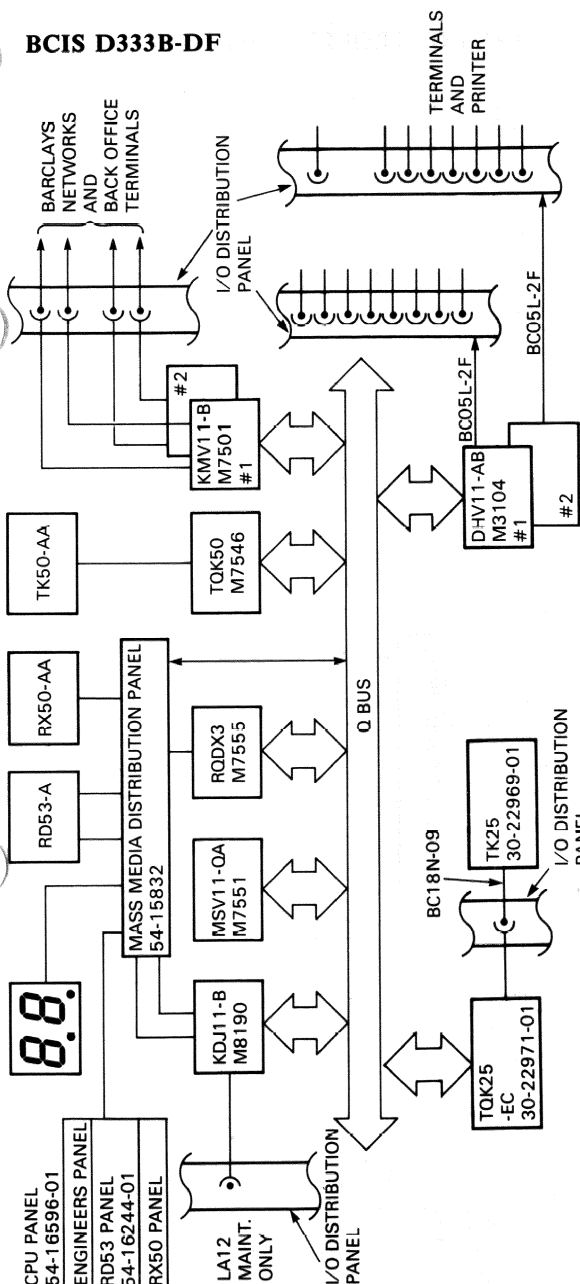 BCIS D333B-DF
BARCLAYS
NETWORKS
AND
BACK OFFICE
TERMINALS
I/O DISTRIBUTION
PANEL
TERMINALS
AND
PRINTER
#2
KMV11-B
M7501
#1
BC05L-2F
BC05L-2F
DHV11-AB
M3104
#1
#2
TK50-AA
TQK50
M7546
RX50-AA
RD53-A
MASS MEDIA DISTRIBUTION PANEL
54-15832
RQDX3
M7555
MSV11-QA
M7551
KDJ11-B
M8190
Q BUS
8.8.
CPU PANEL
54-16596-01
ENGINEERS PANEL
RD53 PANEL
54-16244-01
RX50 PANEL
LA12
MAINT.
ONLY
I/O DISTRIBUTION
PANEL
TQK25
-EC
30-22971-01
BC18N-09
TK25
30-22969-01
I/O DISTRIBUTION
PANEL